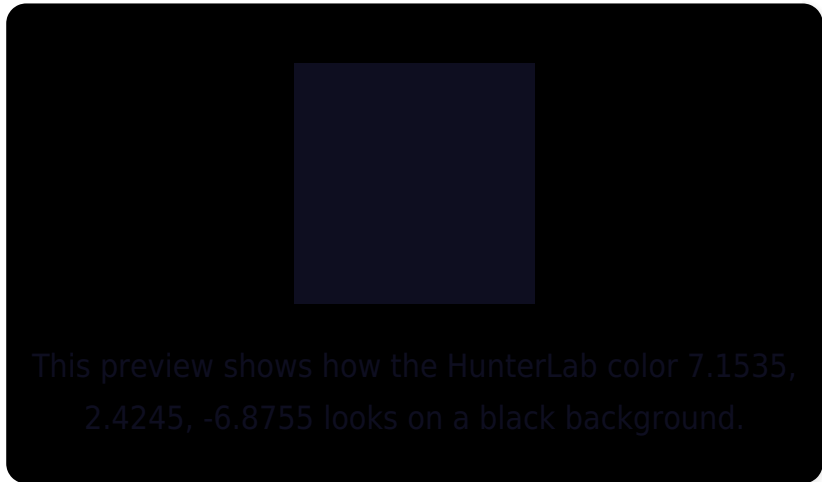 This preview shows how the HunterLab color 7.1535,
2.4245, -6.8755 looks on a black background.